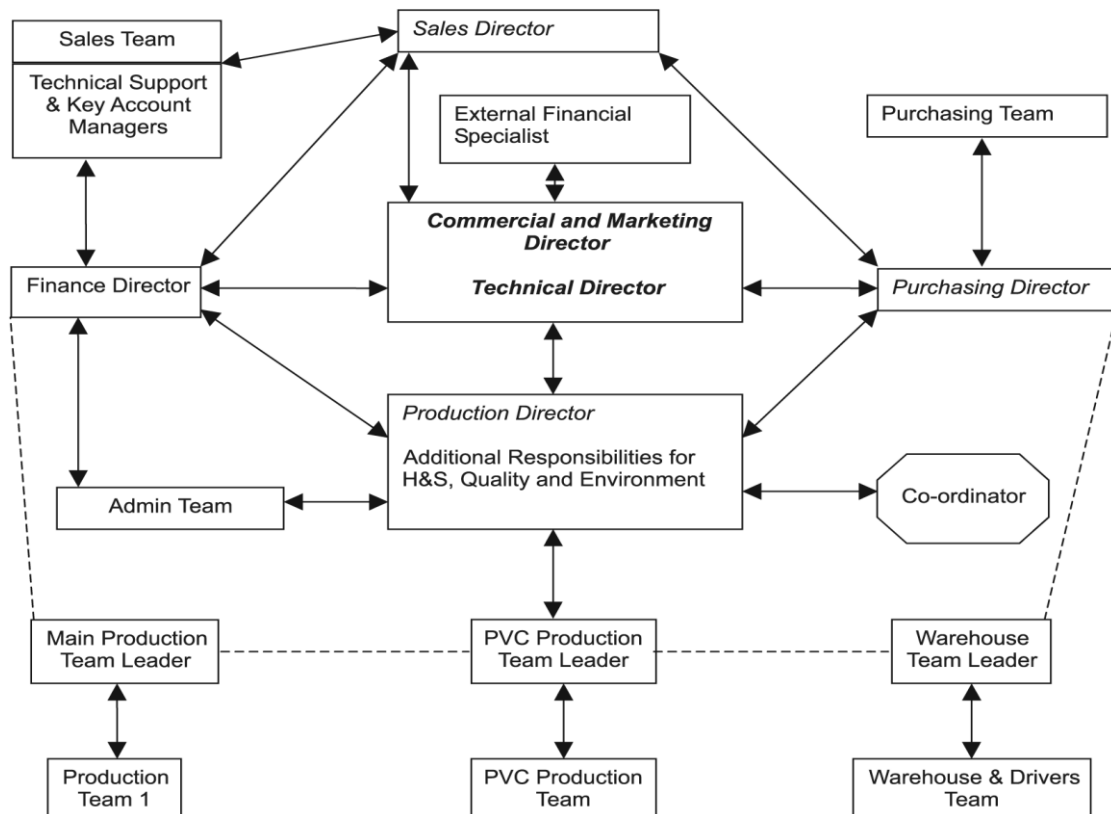 Sales Team
Technical Support
& Key Account
Managers
Sales Director
External Financial
Specialist
Purchasing Team
Commercial and Marketing
Director
Technical Director
Finance Director
Purchasing Director
Production Director
Additional Responsibilities for
H&S, Quality and Environment
Admin Team
Co-ordinator
Main Production
Team Leader
PVC Production
Team Leader
Warehouse
Team Leader
Production
Team 1
PVC Production
Team
Warehouse & Drivers
Team